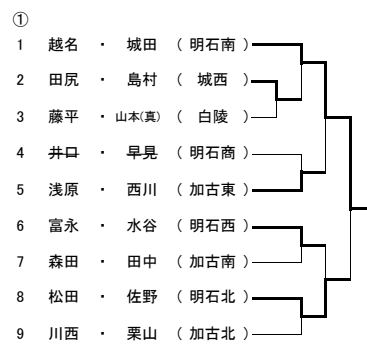 ①
1 越名 ・ 城田 （ 明石南 ）
2 田尻 ・ 島村 （ 城西 ）
3 藤平 ・ 山本(真) （ 白陵 ）
4 井口 ・ 早見 （ 明石商 ）
5 浅原 ・ 西川 （ 加古東 ）
6 富永 ・ 水谷 （ 明石西 ）
7 森田 ・ 田中 （ 加古南 ）
8 松田 ・ 佐野 （ 明石北 ）
9 川西 ・ 栗山 （ 加古北 ）